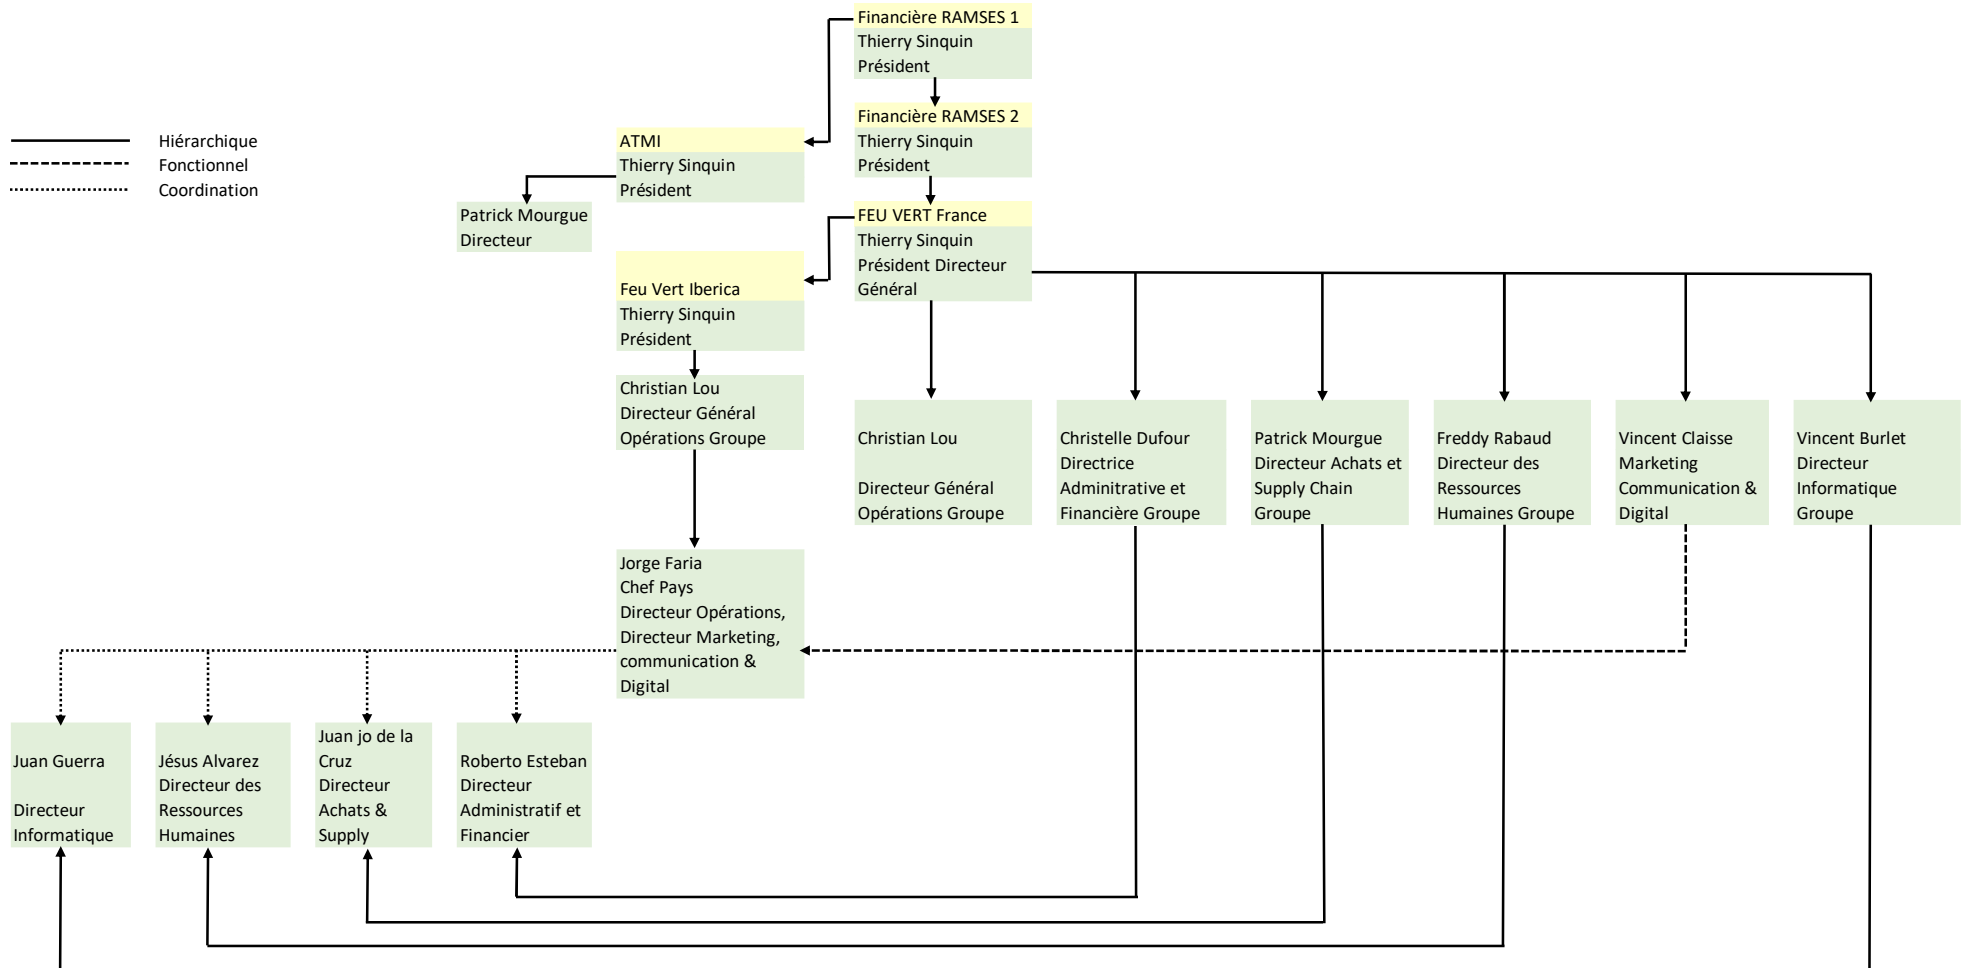 Financière RAMSES 1
Thierry Sinquin
Président
Financière RAMSES 2
Thierry Sinquin
Président
Hiérarchique
Fonctionnel
Coordination
ATMI
Thierry Sinquin
Président
Patrick Mourgue
Directeur
FEU VERT France
Thierry Sinquin
Président Directeur
Général
Feu Vert Iberica
Thierry Sinquin
Président
Christian Lou
Directeur Général
Opérations Groupe
Christian Lou
Directeur Général
Opérations Groupe
Christelle Dufour
Directrice
Adminitrative et
Financière Groupe
Patrick Mourgue
Directeur Achats et
Supply Chain
Groupe
Freddy Rabaud
Directeur des
Ressources
Humaines Groupe
Vincent Claisse
Marketing
Communication &
Digital
Vincent Burlet
Directeur
Informatique
Groupe
Jorge Faria
Chef Pays
Directeur Opérations,
Directeur Marketing,
communication &
Digital
Juan Guerra
Directeur
Informatique
Jésus Alvarez
Directeur des
Ressources
Humaines
Juan jo de la
Cruz
Directeur
Achats &
Supply
Roberto Esteban
Directeur
Administratif et
Financier